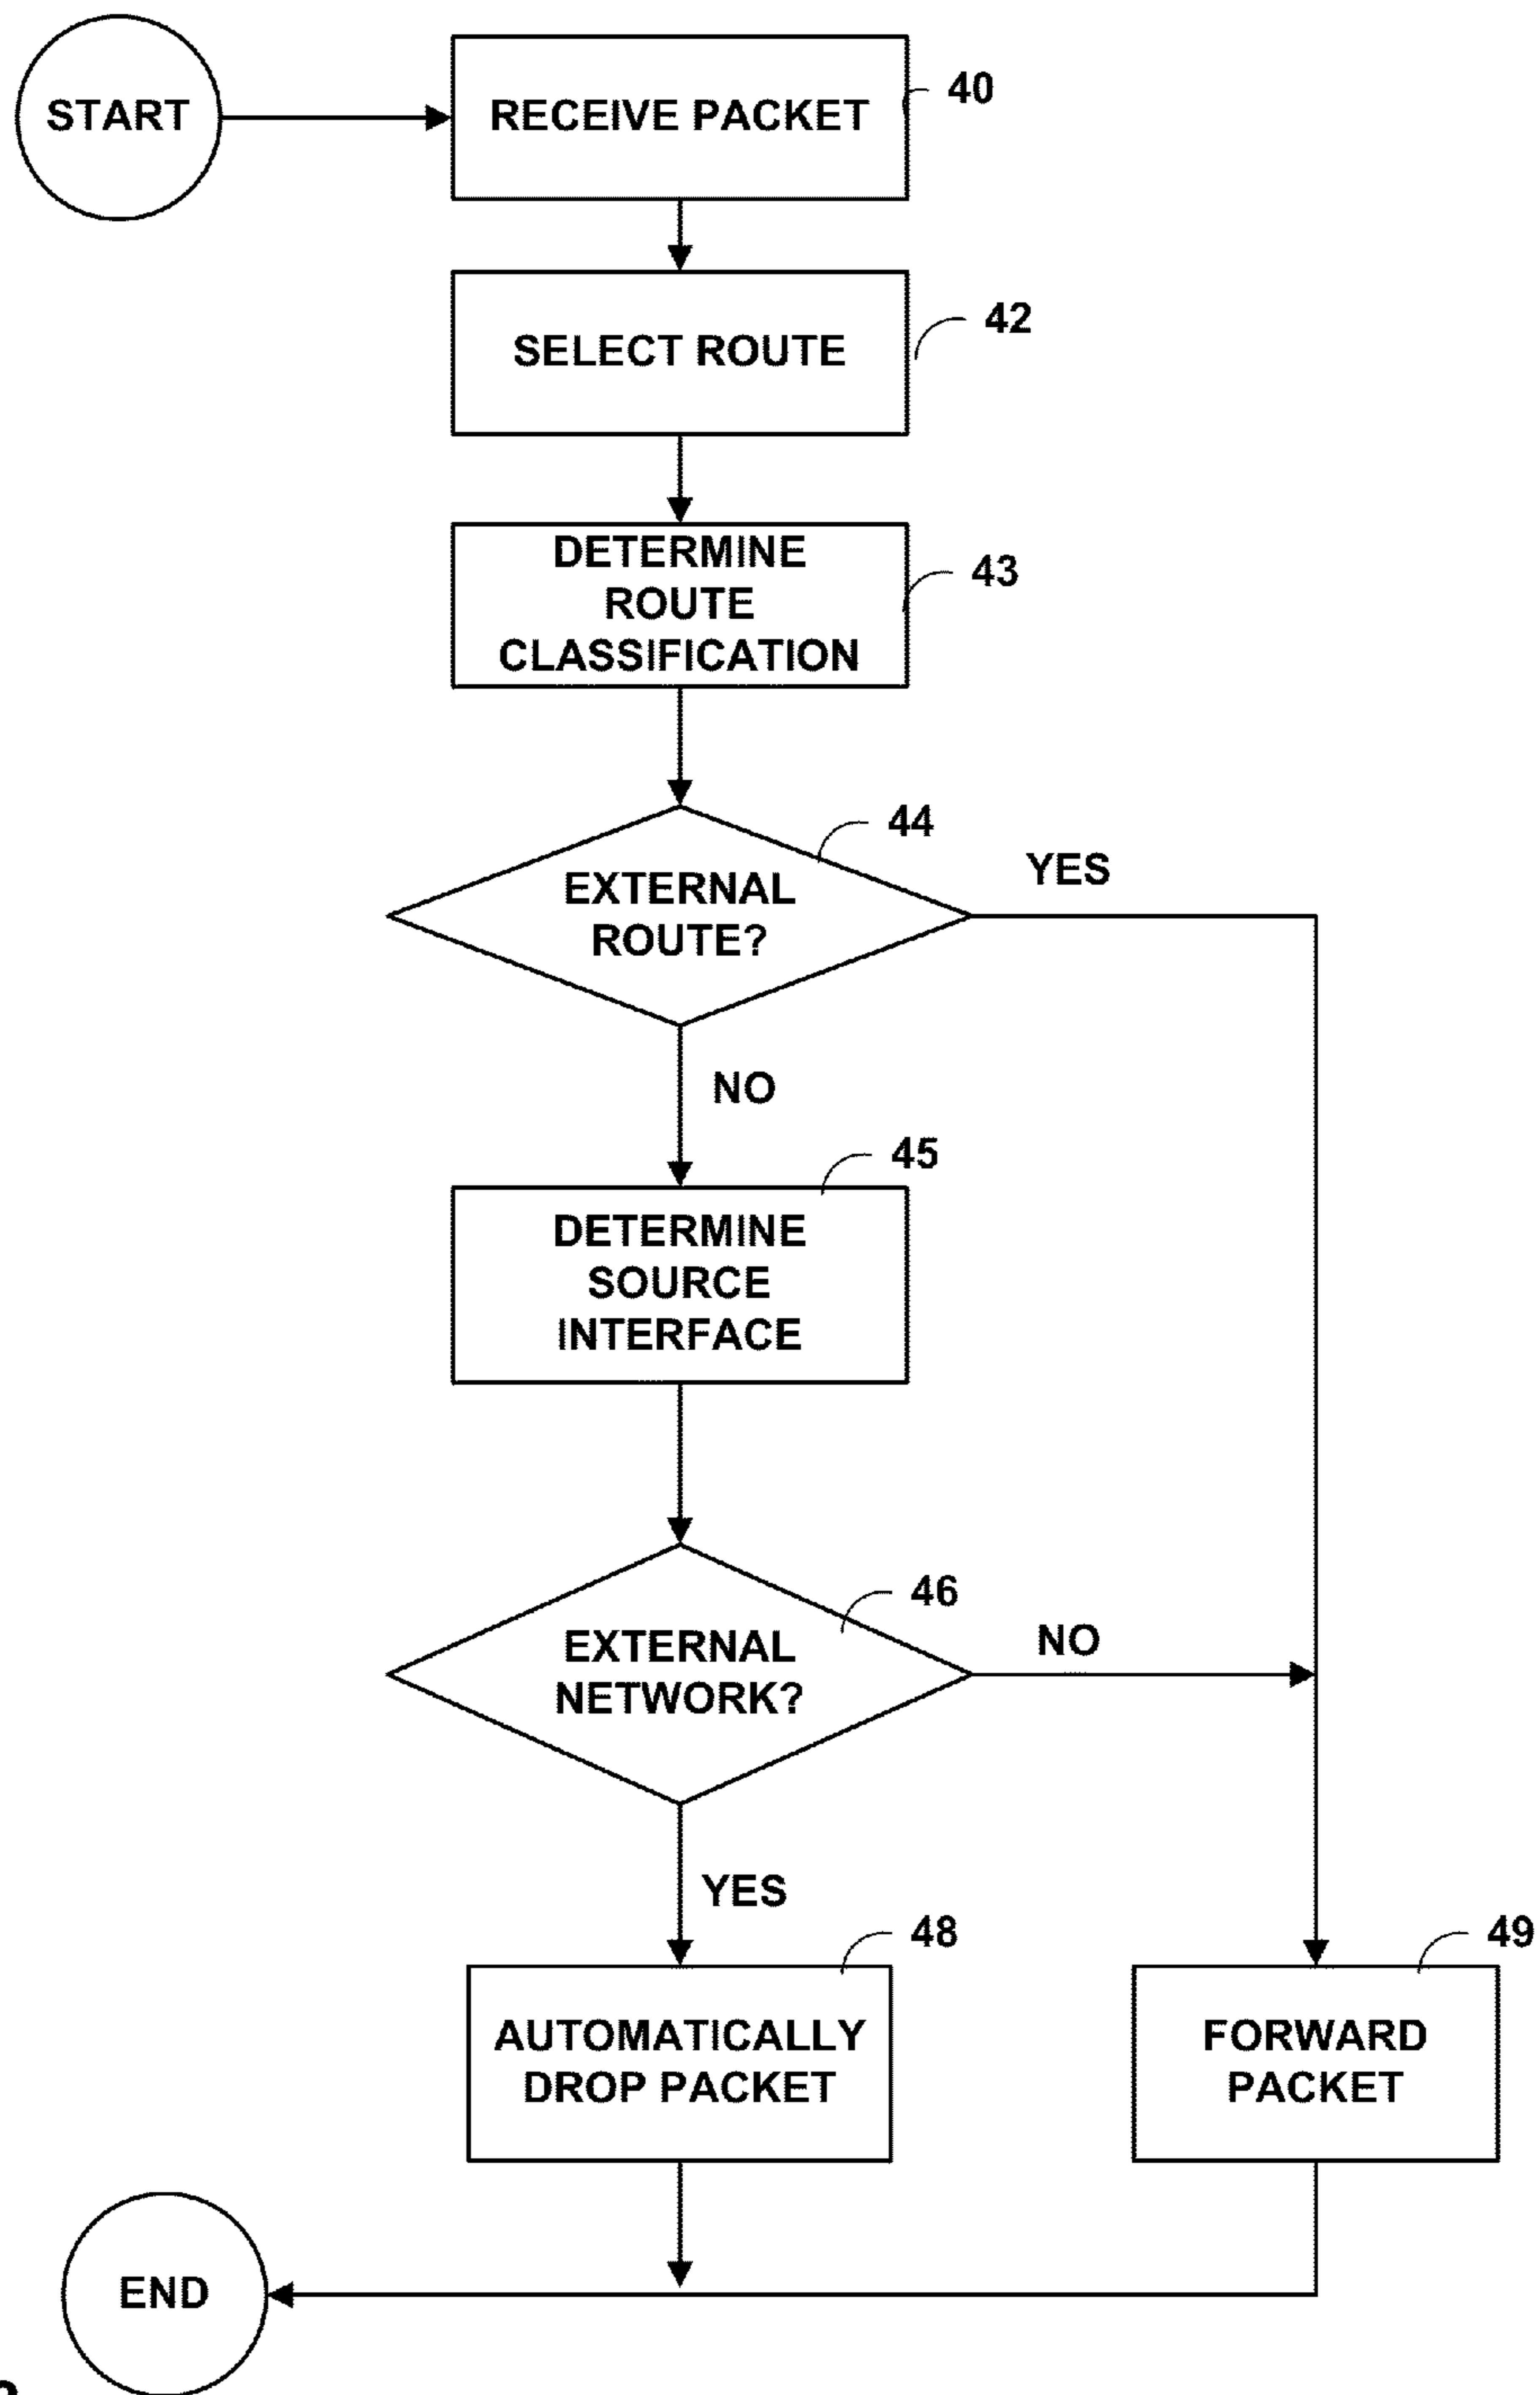 START
RECEIVE PACKET
40
SELECT ROUTE
42
DETERMINE
ROUTE
CLASSIFICATION
43
44
EXTERNAL
ROUTE?
YES
NO
45
DETERMINE
SOURCE
INTERFACE
46
EXTERNAL
NETWORK?
NO
YES
48
AUTOMATICALLY
DROP PACKET
49
FORWARD
PACKET
END